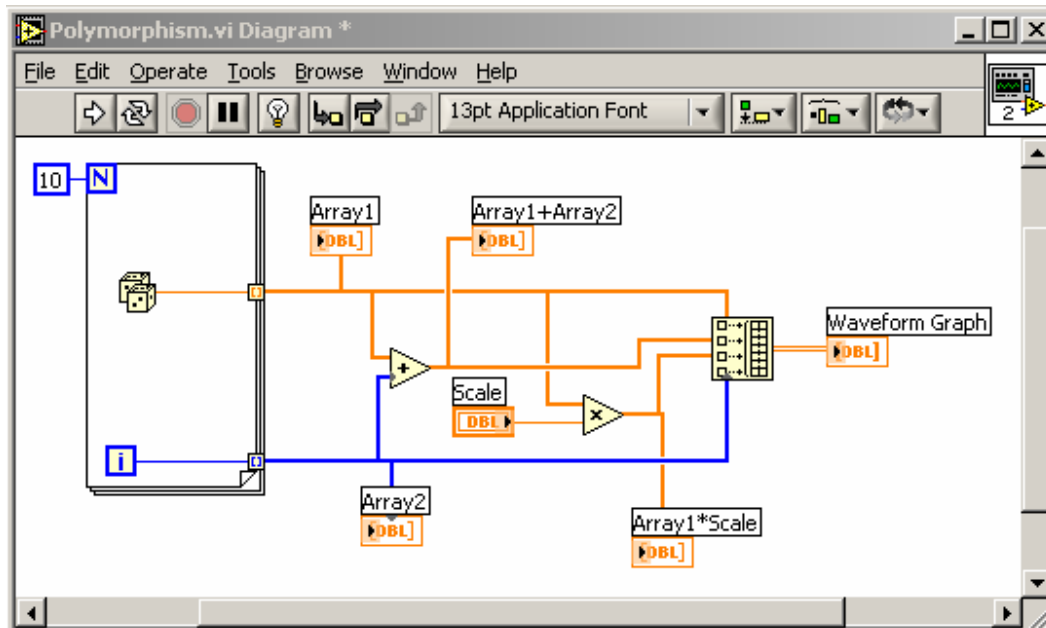 Polymorphism.vi Diagram *
File Edit Operate Tools Browse Window Help
13pt Application Font
2
10 N
Array1
Array1+Array2
[DBL]
[DBL]
Waveform Graph
[DBL]
+
Scale
DBL
x
i
Array2
[DBL]
Array1*Scale
[DBL]